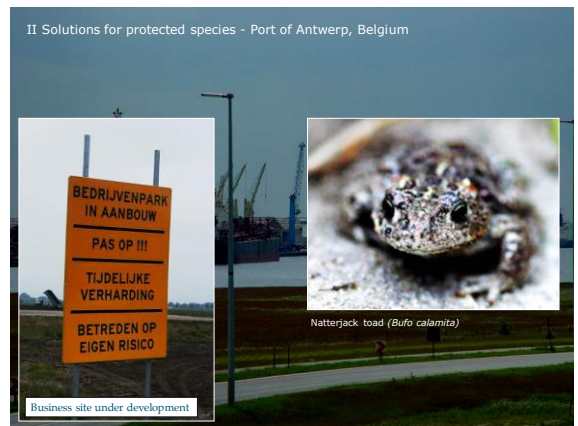 II Solutions for protected species - Port of Antwerp, Belgium
BEDRIJVENPARK
IN AANBOUW
PAS OP !!!
TIJDELIJKE
VERHARDING
BETREDEN OP
EIGEN RISICO
Business site under development
Natterjack toad (Bufo calamita)